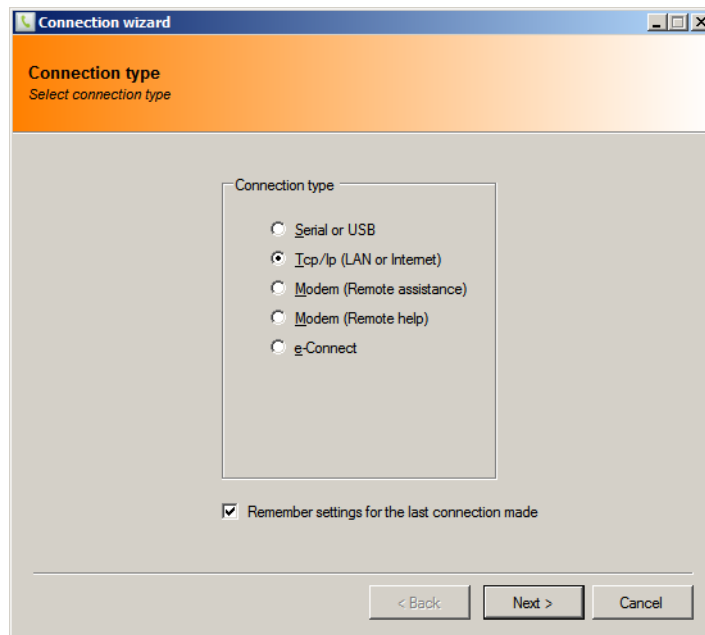 Connection wizard
Connection type
Select connection type
Connection type
Serial or USB
Tcp/Ip (LAN or Internet)
Modem (Remote assistance)
Modem (Remote help)
e-Connect
Remember settings for the last connection made
< Back
Next >
Cancel